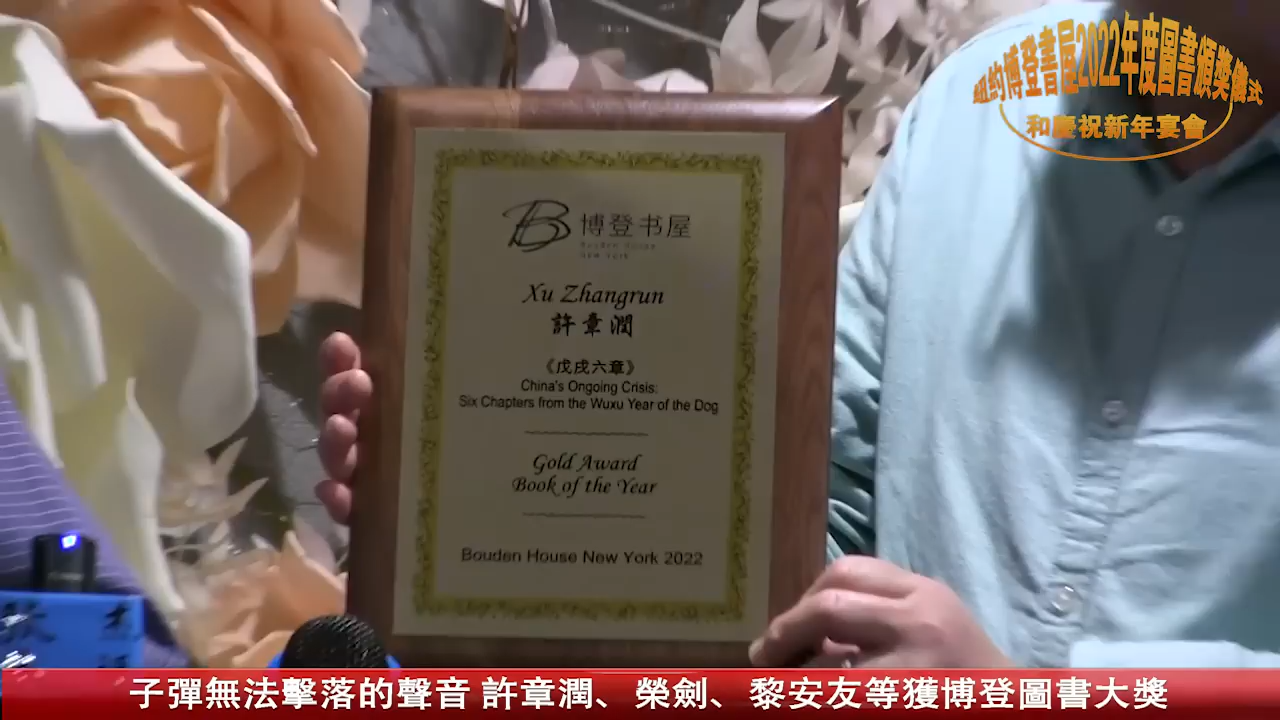 紐約博登書屋2022年度圖書頒獎儀式
和慶祝新年宴會
B 博登书屋
Bouden House
New York
Xu Zhangrun
許章潤
《戊戌六章》
China's Ongoing Crisis:
Six Chapters from the Wuxu Year of the Dog
Gold Award
Book of the Year
Bouden House New York 2022
子彈無法擊落的聲音 許章潤、榮劍、黎安友等獲博登圖書大獎